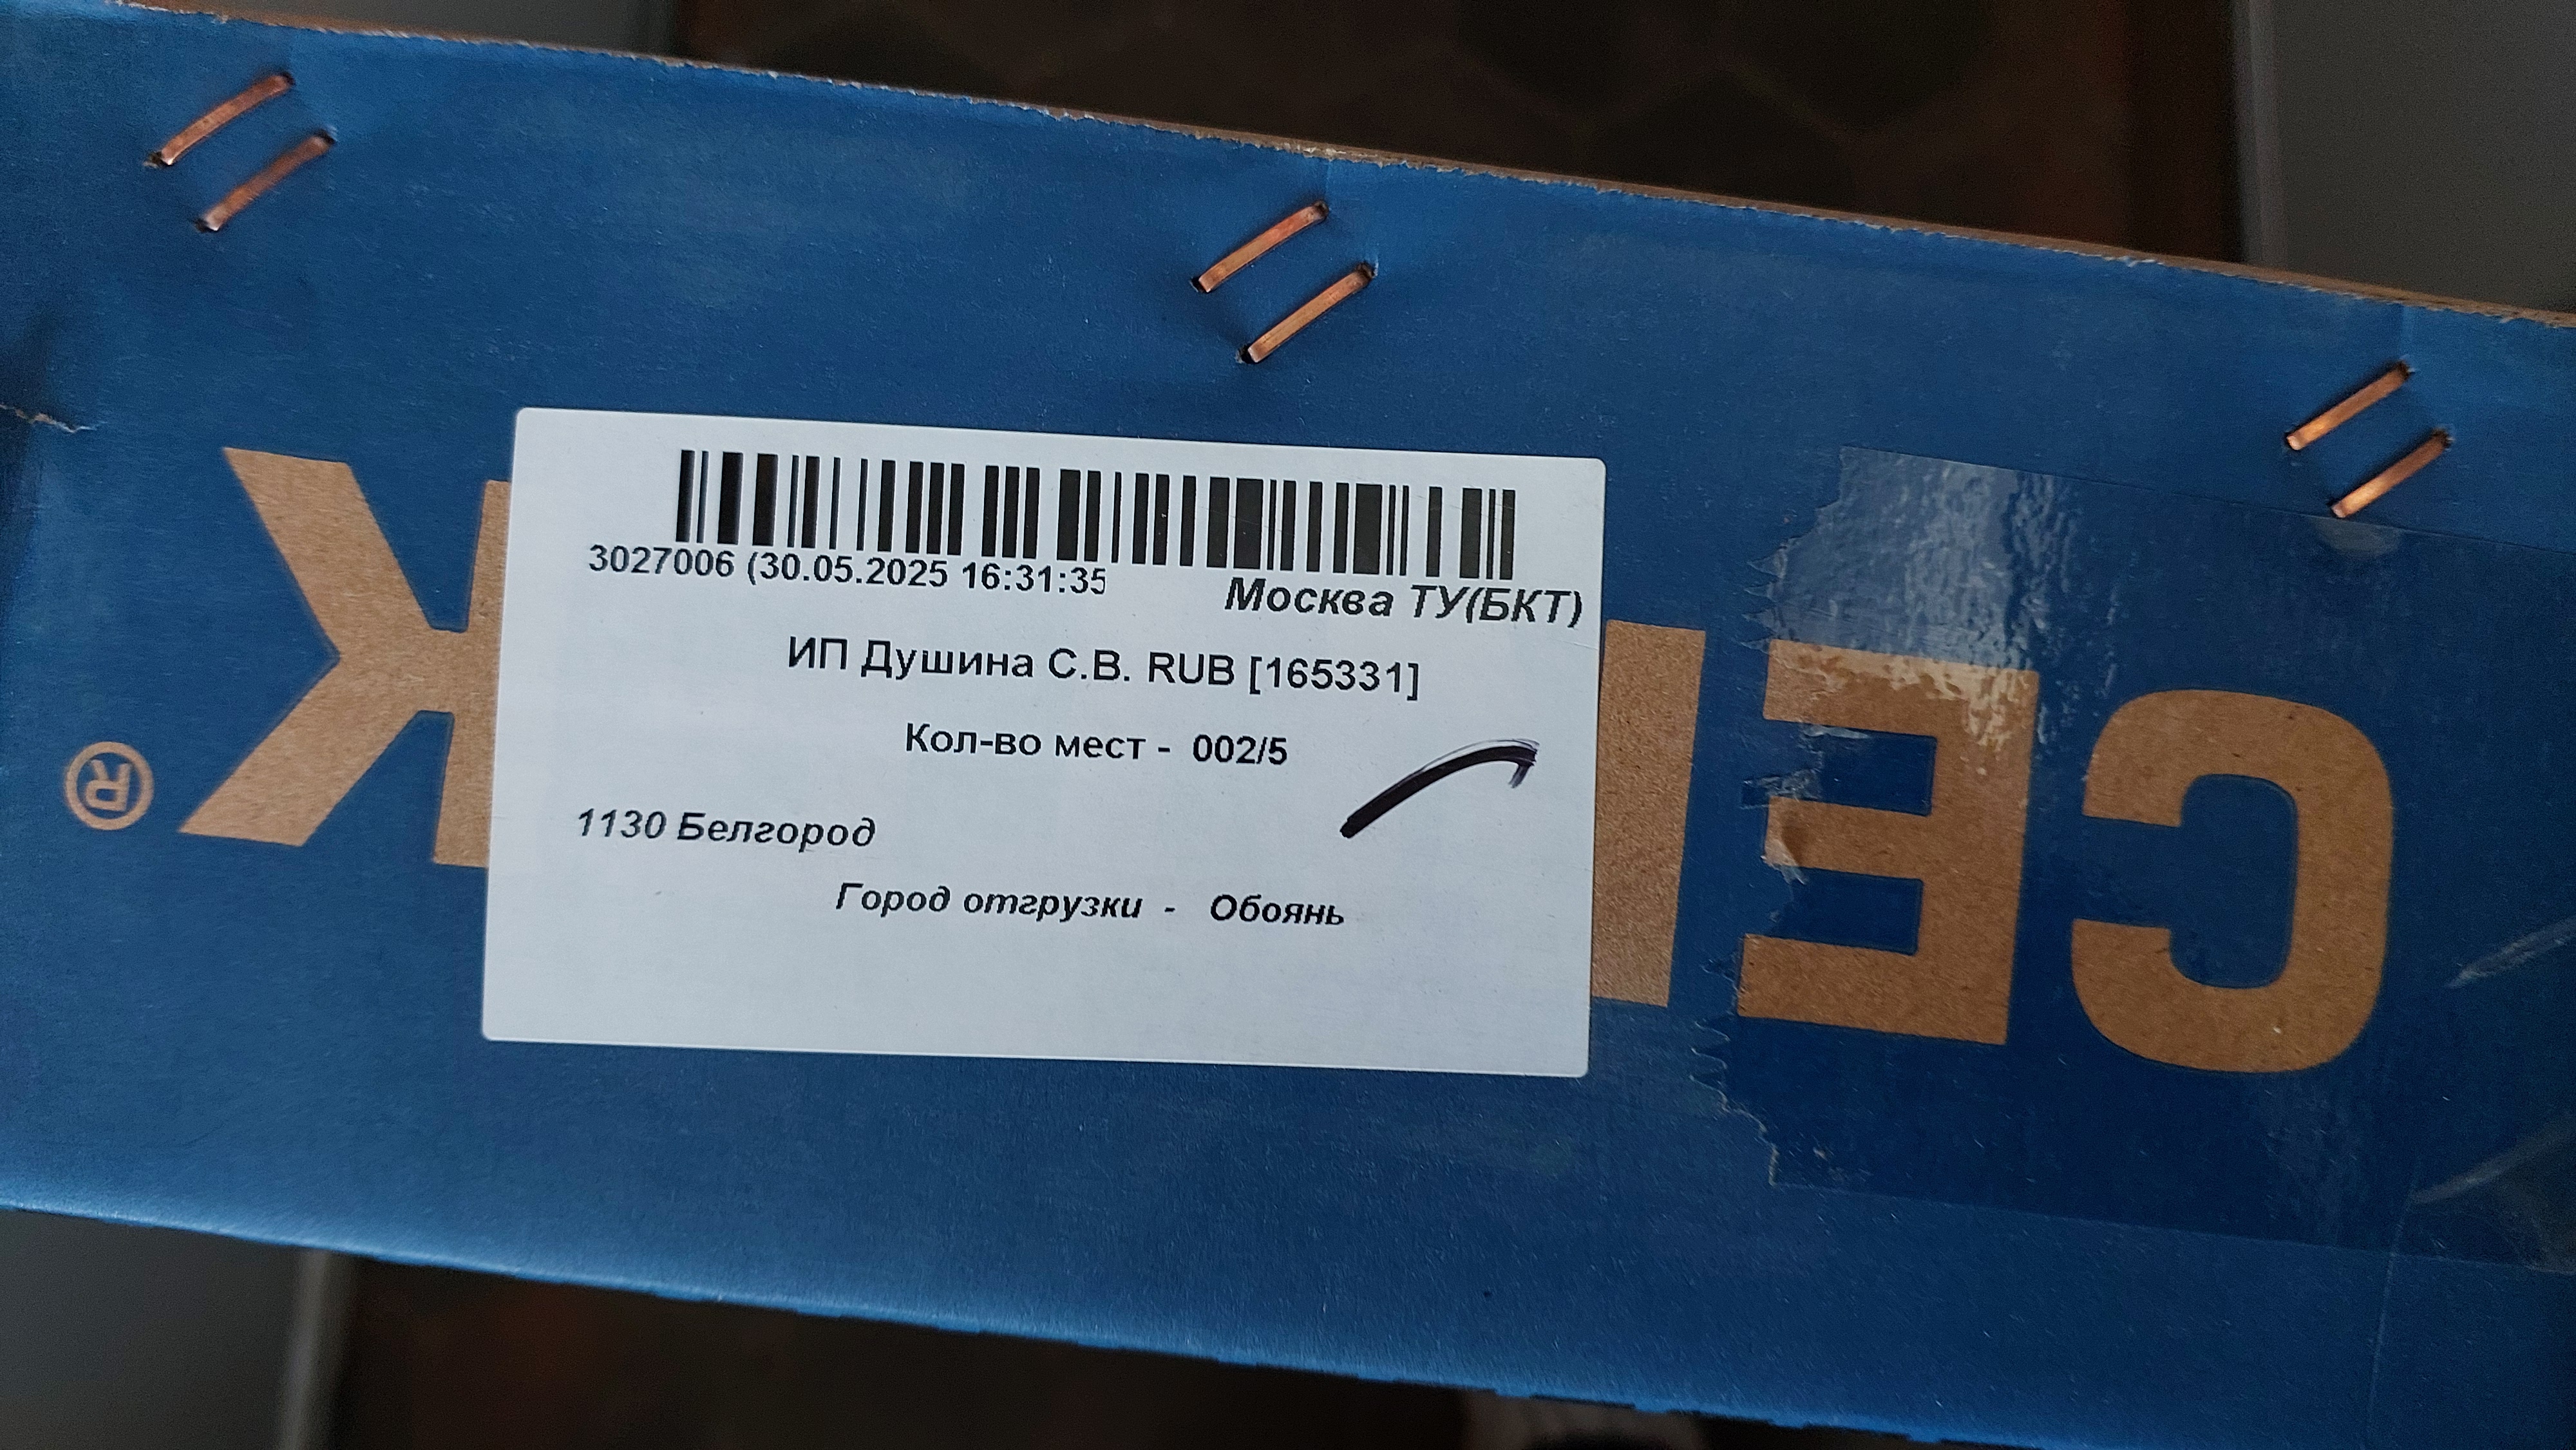 3027006 (30.05.2025 16:31:35
Москва ТУ(БКТ)
ИП Душина С.В. RUB [165331]
Кол-во мест - 002/5
1130 Белгород
Город отгрузки - Обоянь
®